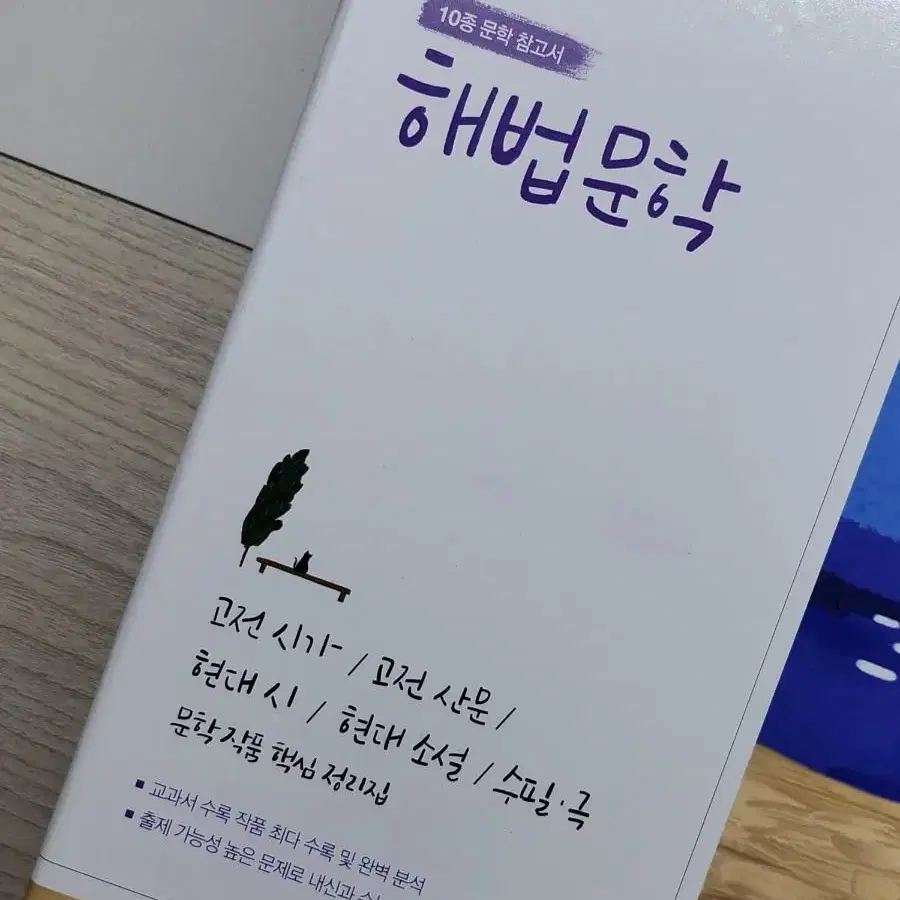 10종 문학 참고서
해법문학
고전 시가 / 고전 산문 /
현대 시 / 현대 소설 / 수필·극
문학 작품 핵심 정리집
▪ 교과서 수록 작품 최다 수록 및 완벽 분석
▪ 출제 가능성 높은 문제로 내신과